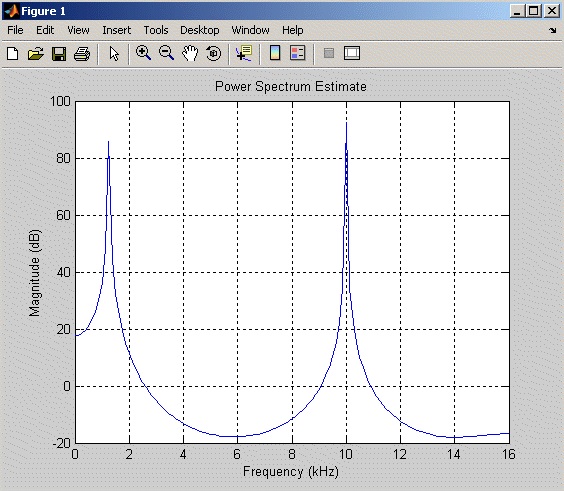 Figure 1
File Edit View Insert Tools Desktop Window Help
Power Spectrum Estimate
100
80
60
40
20
0
-20
Magnitude (dB)
0 2 4 6 8 10 12 14 16
Frequency (kHz)